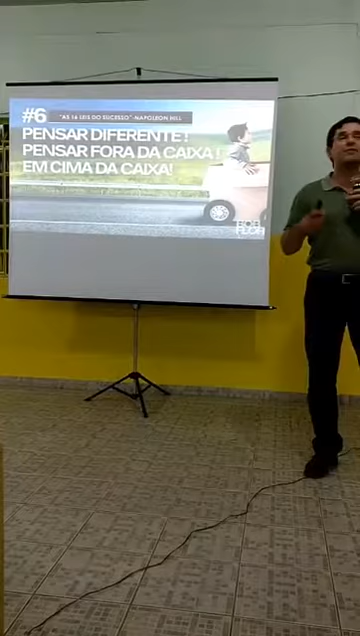 #6 "AS 16 LEIS DO SUCESSO"-NAPOLEON HILL
PENSAR DIFERENTE!
PENSAR FORA DA CAIXA!
EM CIMA DA CAIXA!